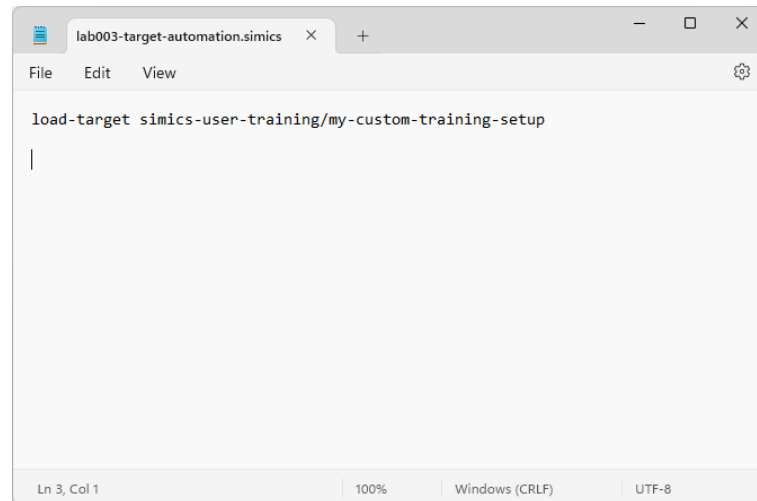 lab003-target-automation.simics
File Edit View
load-target simics-user-training/my-custom-training-setup
Ln 3, Col 1 100% Windows (CRLF) UTF-8